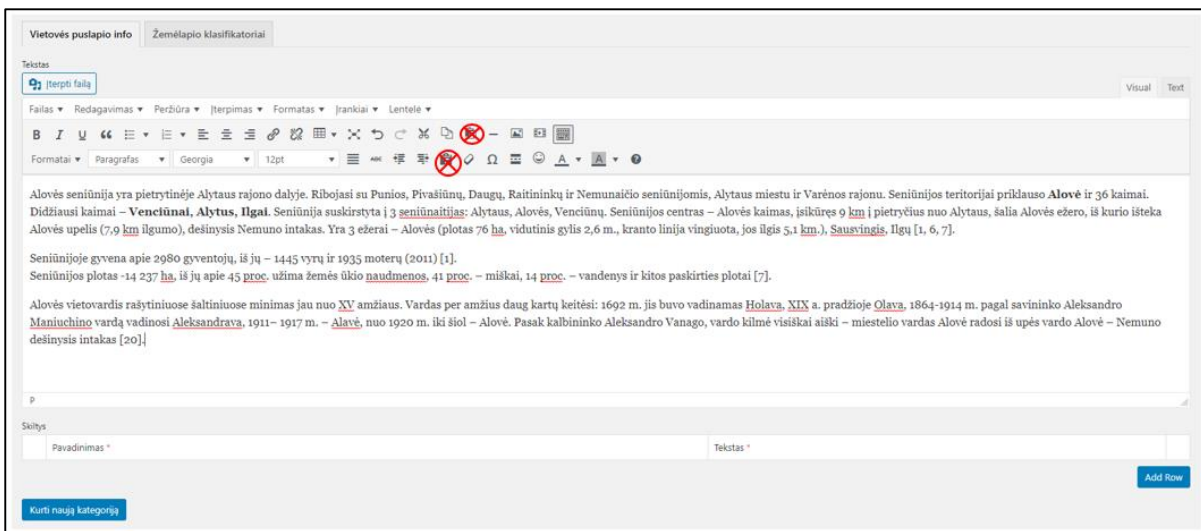 Vietovės puslapio info Žemėlapio klasifikatoriai
Tekstas
Įterpti failą
Visual Text
Failas Redagavimas Peržiūra Įterpimas Formatas Įrankiai Lentelė
B I U
Formatai Paragrafas Georgia 12pt ABC Ω A A
Alovės seniūnija yra pietrytinėje Alytaus rajono dalyje. Ribojasi su Punios, Pivašiūnų, Daugų, Raitininkų ir Nemunaičio seniūnijomis, Alytaus miestu ir Varėnos rajonu. Seniūnijos teritorijai priklauso Alovė ir 36 kaimai.
Didžiausi kaimai – Venciūnai, Alytus, Ilgai. Seniūnija suskirstyta į 3 seniūnaitijas: Alytaus, Alovės, Venciūnų. Seniūnijos centras – Alovės kaimas, įsikūręs 9 km į pietryčius nuo Alytaus, šalia Alovės ežero, iš kurio išteka
Alovės upelis (7,9 km ilgumo), dešinysis Nemuno intakas. Yra 3 ežerai – Alovės (plotas 76 ha, vidutinis gylis 2,6 m., kranto linija vingiuota, jos ilgis 5,1 km.), Sausvingis, Ilgų [1, 6, 7].
Seniūnijoje gyvena apie 2980 gyventojų, iš jų – 1445 vyrų ir 1935 moterų (2011) [1].
Seniūnijos plotas -14 237 ha, iš jų apie 45 proc. užima žemės ūkio naudmenos, 41 proc. – miškai, 14 proc. – vandenys ir kitos paskirties plotai [7].
Alovės vietovardis rašytiniuose šaltiniuose minimas jau nuo XV amžiaus. Vardas per amžius daug kartų keitėsi: 1692 m. jis buvo vadinamas Holava, XIX a. pradžioje Olava, 1864-1914 m. pagal savininko Aleksandro
Maniuchino vardą vadinosi Aleksandrava, 1911– 1917 m. – Alavė, nuo 1920 m. iki šiol – Alovė. Pasak kalbininko Aleksandro Vanago, vardo kilmė visiškai aiški – miestelio vardas Alovė radosi iš upės vardo Alovė – Nemuno
dešinysis intakas [20].
P
Skiltys
Pavadinimas * Tekstas *
Add Row
Kurti naują kategoriją